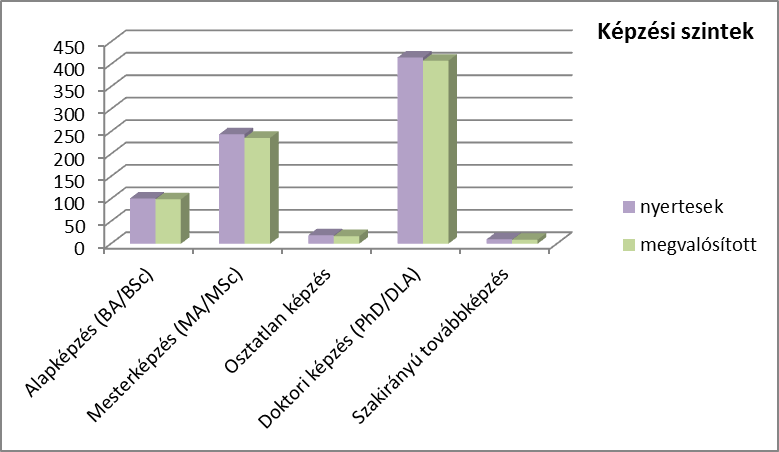 Képzési szintek
450
400
350
300
250
200
150
100
50
0
nyertesek
megvalósított
Alapképzés (BA/BSc)
Mesterképzés (MA/MSc)
Osztatlan képzés
Doktori képzés (PhD/DLA)
Szakirányú továbbképzés